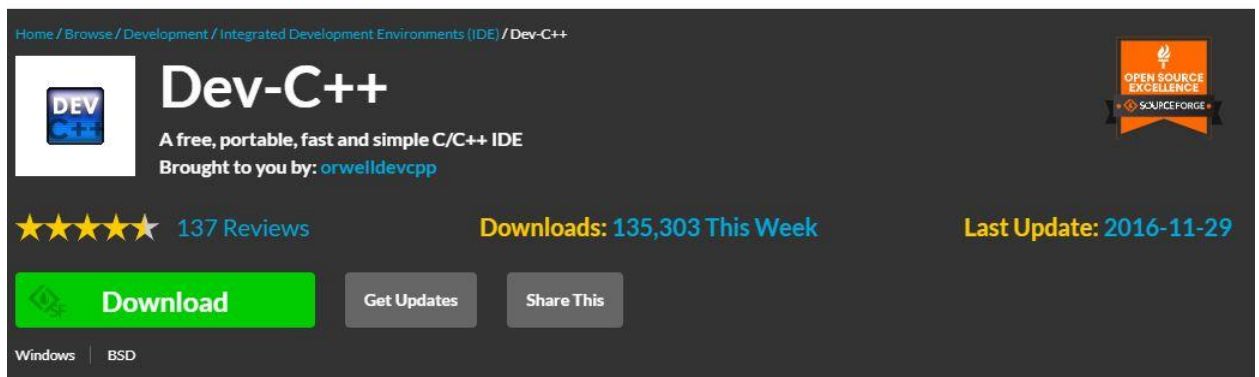 Home / Browse / Development / Integrated Development Environments (IDE) / Dev-C++
DEV
C++
Dev-C++
A free, portable, fast and simple C/C++ IDE
Brought to you by: orwelldevcpp
OPEN SOURCE
EXCELLENCE
SOURCEFORGE
137 Reviews
Downloads: 135,303 This Week
Last Update: 2016-11-29
SF
Download
Get Updates
Share This
Windows | BSD